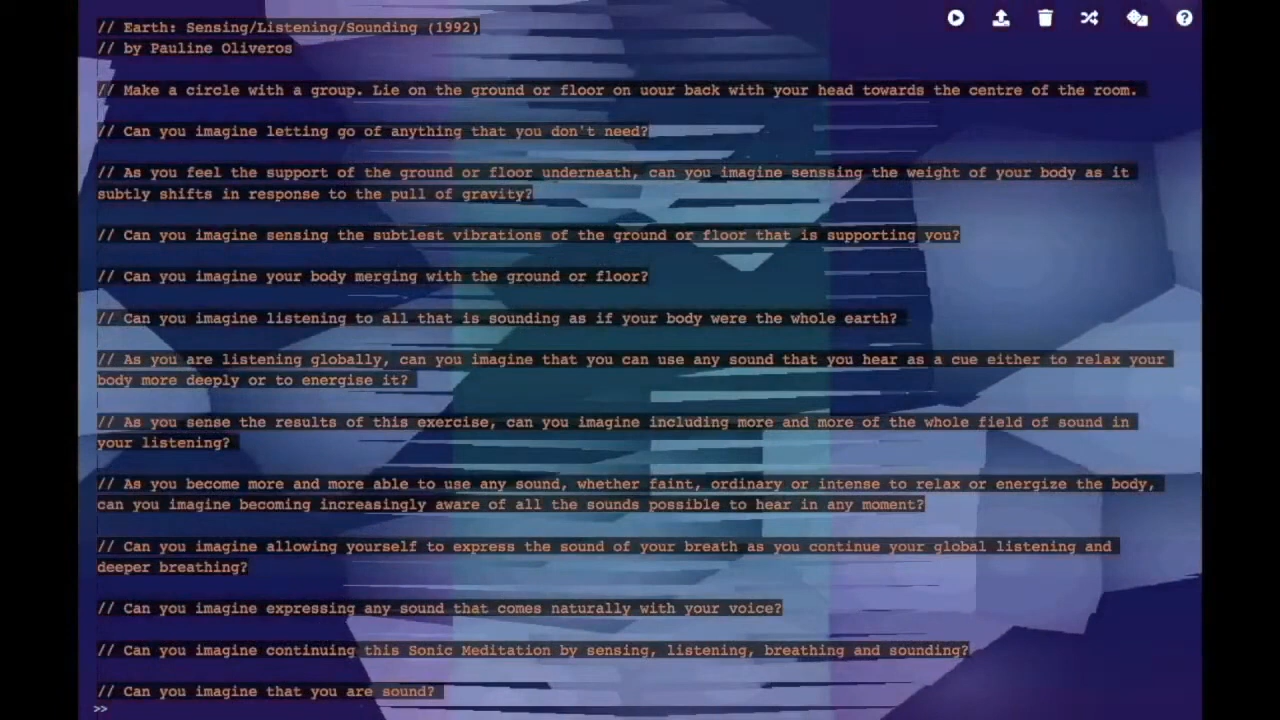 // Earth: Sensing/Listening/Sounding (1992)
// by Pauline Oliveros
// Make a circle with a group. Lie on the ground or floor on uour back with your head towards the centre of the room.
// Can you imagine letting go of anything that you don't need?
// As you feel the support of the ground or floor underneath, can you imagine senssing the weight of your body as it
subtly shifts in response to the pull of gravity?
// Can you imagine sensing the subtlest vibrations of the ground or floor that is supporting you?
// Can you imagine your body merging with the ground or floor?
// Can you imagine listening to all that is sounding as if your body were the whole earth?
// As you are listening globally, can you imagine that you can use any sound that you hear as a cue either to relax your
body more deeply or to energise it?
// As you sense the results of this exercise, can you imagine including more and more of the whole field of sound in
your listening?
// As you become more and more able to use any sound, whether faint, ordinary or intense to relax or energize the body,
can you imagine becoming increasingly aware of all the sounds possible to hear in any moment?
// Can you imagine allowing yourself to express the sound of your breath as you continue your global listening and
deeper breathing?
// Can you imagine expressing any sound that comes naturally with your voice?
// Can you imagine continuing this Sonic Meditation by sensing, listening, breathing and sounding?
// Can you imagine that you are sound?
>>